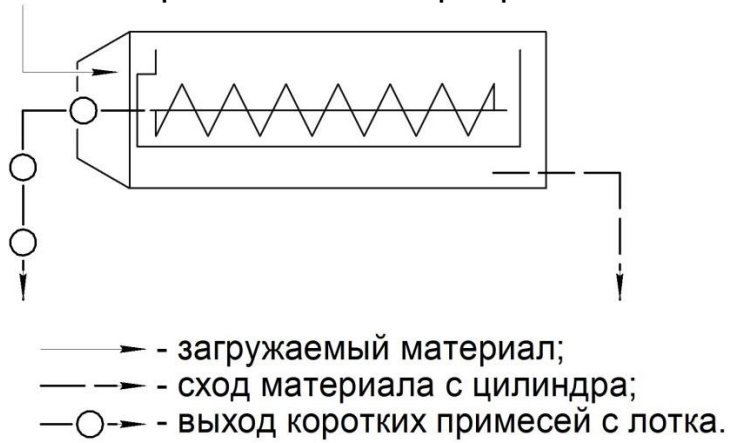 - загружаемый материал;
- сход материала с цилиндра;
- выход коротких примесей с лотка.